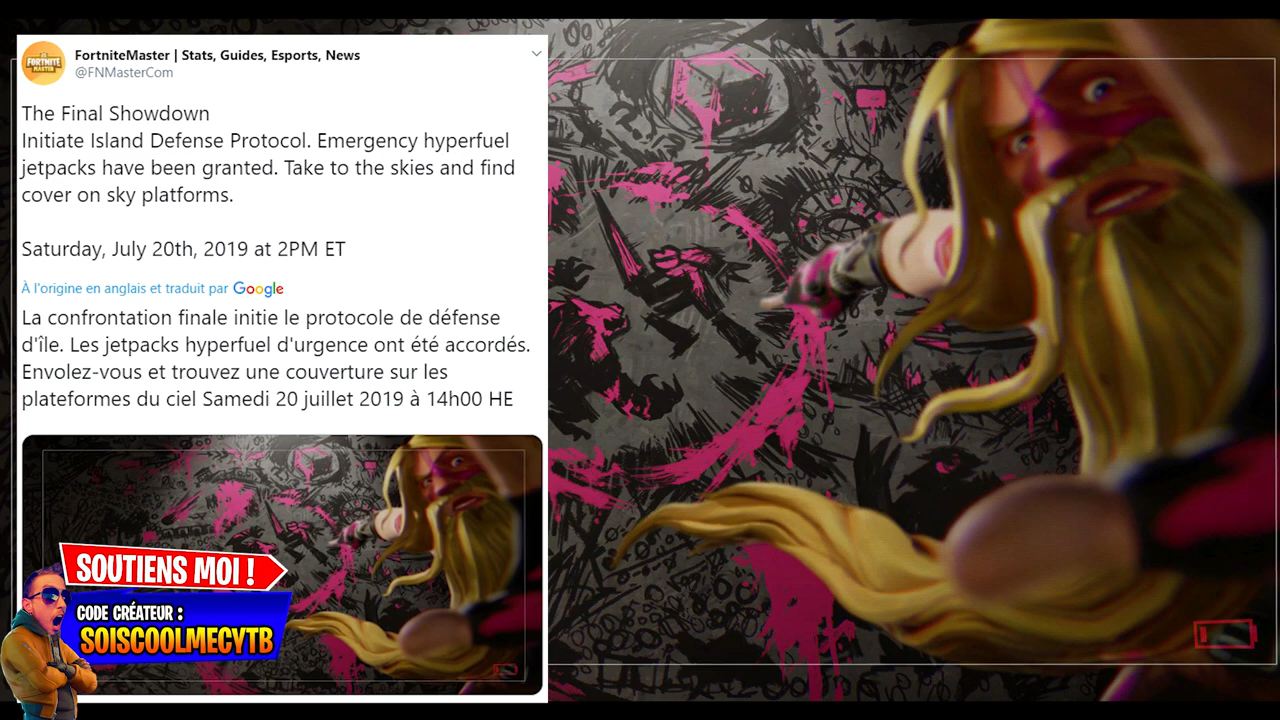 FORTNITE
MASTER
FortniteMaster | Stats, Guides, Esports, News
@FNMasterCom
The Final Showdown
Initiate Island Defense Protocol. Emergency hyperfuel
jetpacks have been granted. Take to the skies and find
cover on sky platforms.
Saturday, July 20th, 2019 at 2PM ET
À l'origine en anglais et traduit par Google
La confrontation finale initie le protocole de défense
d'île. Les jetpacks hyperfuel d'urgence ont été accordés.
Envolez-vous et trouvez une couverture sur les
plateformes du ciel Samedi 20 juillet 2019 à 14h00 HE
SOUTIENS MOI !
CODE CRÉATEUR :
SOISCOOLMECYTB